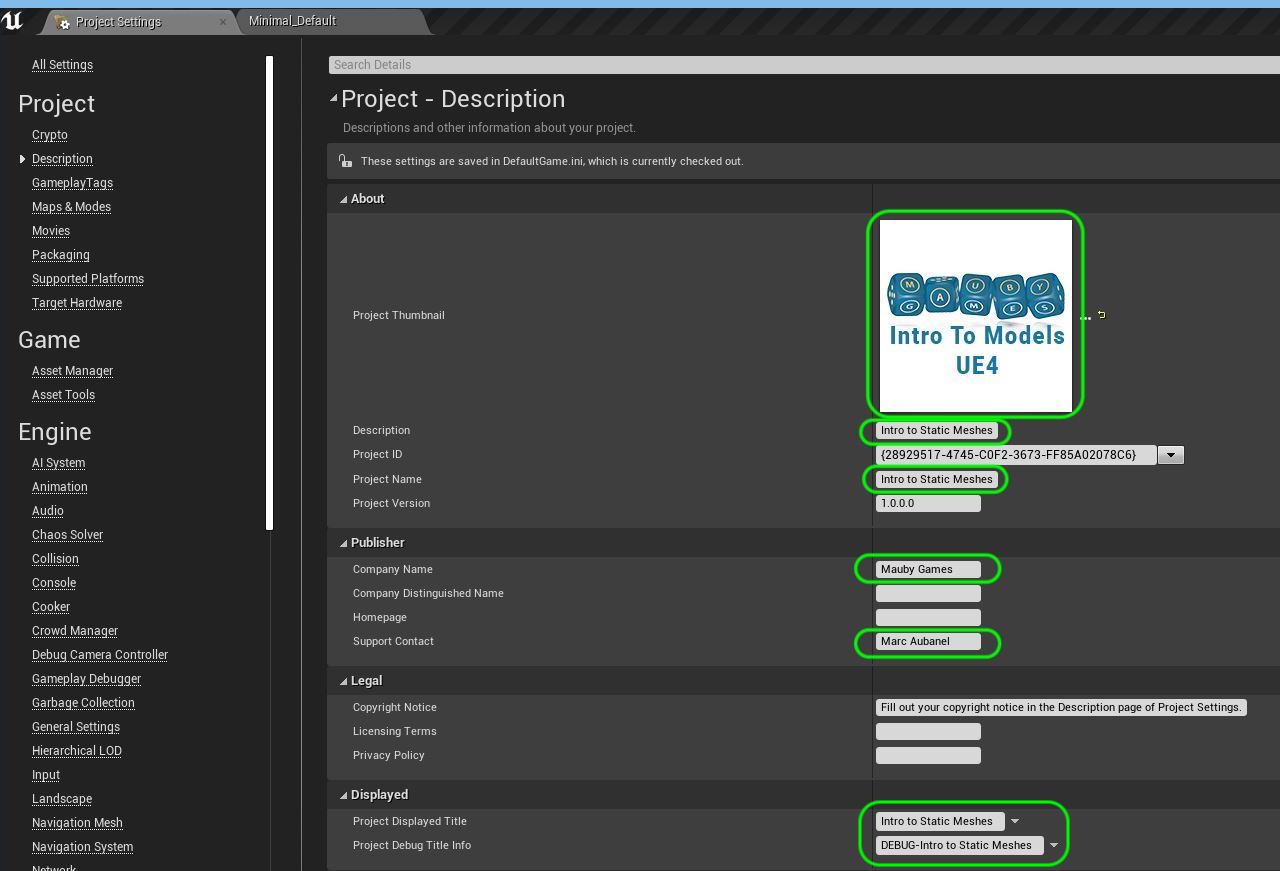 Project Settings
Minimal_Default
All Settings
Project
Crypto
Description
GameplayTags
Maps & Modes
Movies
Packaging
Supported Platforms
Target Hardware
Game
Asset Manager
Asset Tools
Engine
AI System
Animation
Audio
Chaos Solver
Collision
Console
Cooker
Crowd Manager
Debug Camera Controller
Gameplay Debugger
Garbage Collection
General Settings
Hierarchical LOD
Input
Landscape
Navigation Mesh
Navigation System
Network
Search Details
Project - Description
Descriptions and other information about your project.
These settings are saved in DefaultGame.ini, which is currently checked out.
About
Project Thumbnail
M A U B Y
G A M E S
Intro To Models
UE4
...
Description Intro to Static Meshes
Project ID {28929517-4745-C0F2-3673-FF85A02078C6}
Project Name Intro to Static Meshes
Project Version 1.0.0.0
Publisher
Company Name Mauby Games
Company Distinguished Name
Homepage
Support Contact Marc Aubanel
Legal
Copyright Notice Fill out your copyright notice in the Description page of Project Settings.
Licensing Terms
Privacy Policy
Displayed
Project Displayed Title Intro to Static Meshes
Project Debug Title Info DEBUG-Intro to Static Meshes